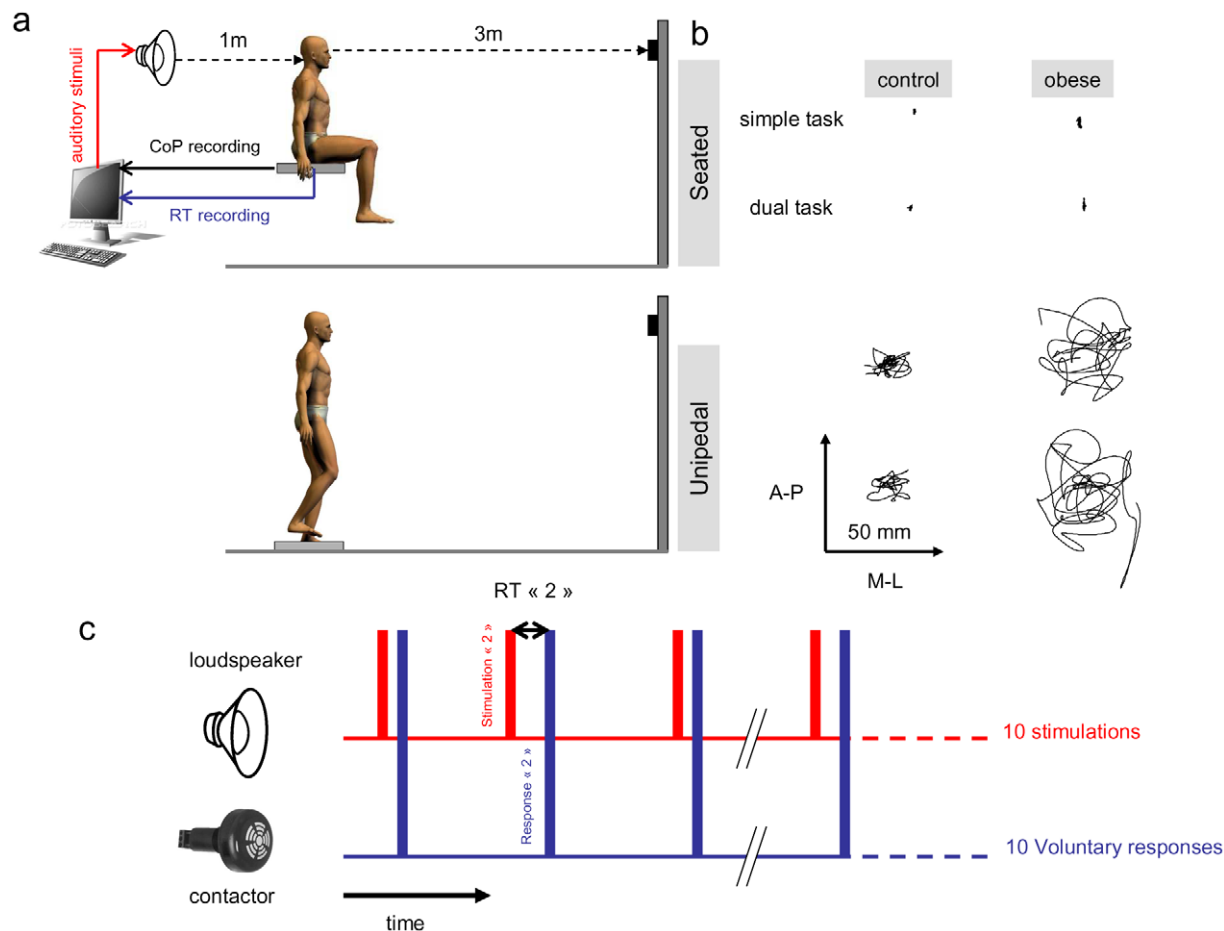 a
auditory stimuli
1m
3m
CoP recording
RT recording
Seated
Unipedal
b
control
obese
simple task
dual task
A-P
50 mm
M-L
c
RT « 2 »
loudspeaker
Stimulation « 2 »
Response « 2 »
10 stimulations
contactor
10 Voluntary responses
time